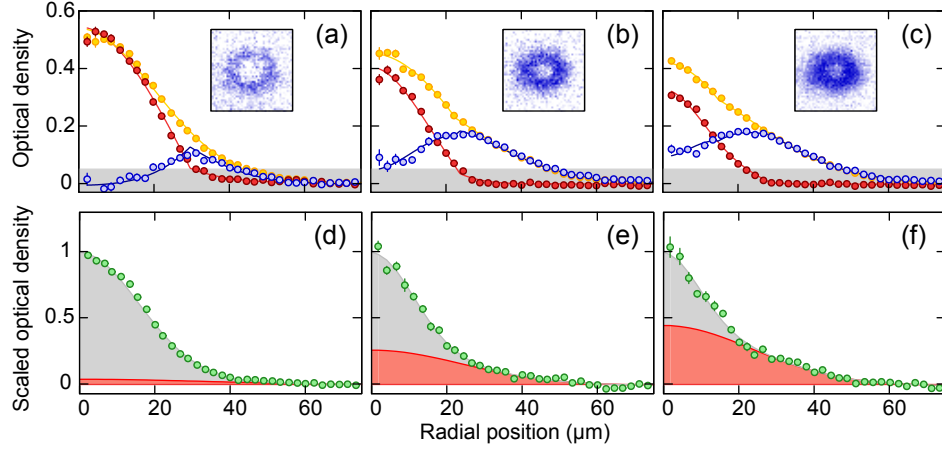 Optical density
0.6
0.4
0.2
0
(a)
(b)
(c)
Scaled optical density
1
0.5
0
(d)
(e)
(f)
0 20 40 60
0 20 40 60
0 20 40 60
Radial position (μm)